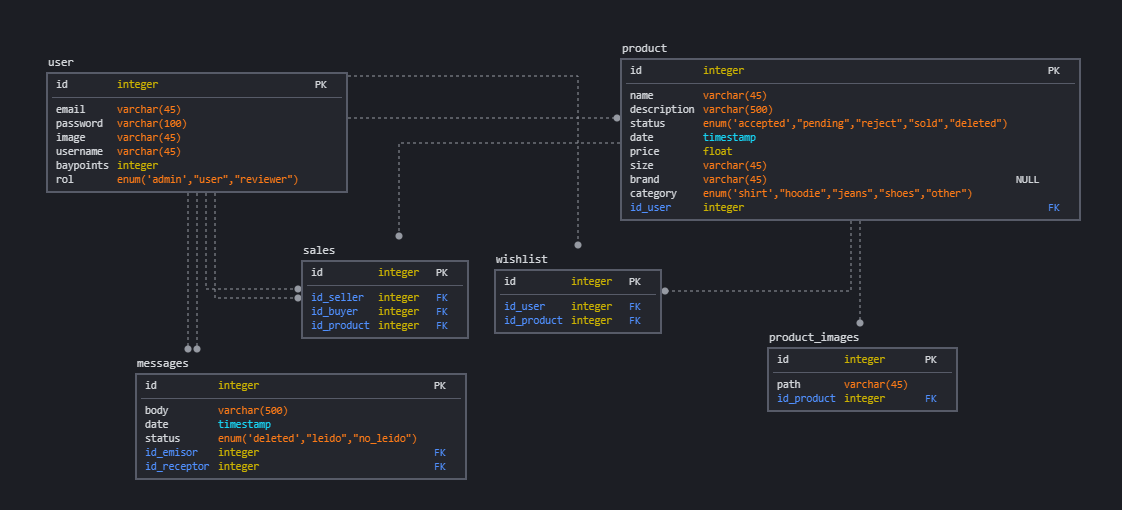 user
id integer PK
email varchar(45)
password varchar(100)
image varchar(45)
username varchar(45)
baypoints integer
rol enum('admin',"user","reviewer")
product
id integer PK
name varchar(45)
description varchar(500)
status enum('accepted',"pending","reject","sold","deleted")
date timestamp
price float
size varchar(45)
brand varchar(45) NULL
category enum('shirt',"hoodie","jeans","shoes","other")
id_user integer FK
sales
id integer PK
id_seller integer FK
id_buyer integer FK
id_product integer FK
wishlist
id integer PK
id_user integer FK
id_product integer FK
product_images
id integer PK
path varchar(45)
id_product integer FK
messages
id integer PK
body varchar(500)
date timestamp
status enum('deleted',"leido","no_leido")
id_emisor integer FK
id_receptor integer FK